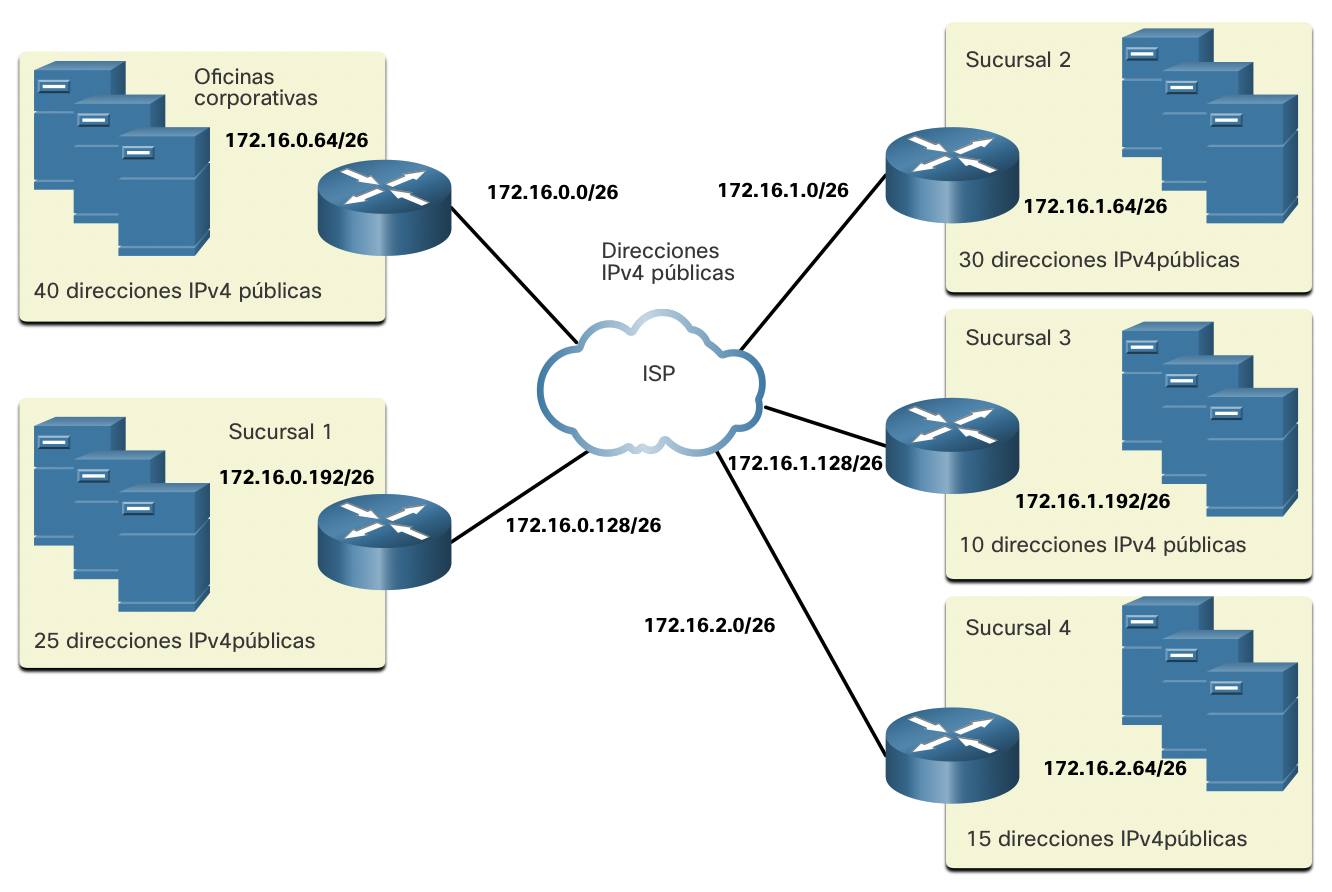 Oficinas
corporativas
172.16.0.64/26
40 direcciones IPv4 públicas
172.16.0.0/26
Sucursal 1
172.16.0.192/26
25 direcciones IPv4públicas
172.16.0.128/26
Direcciones
IPv4 públicas
ISP
172.16.1.0/26
Sucursal 2
172.16.1.64/26
30 direcciones IPv4públicas
172.16.1.128/26
Sucursal 3
172.16.1.192/26
10 direcciones IPv4 públicas
172.16.2.0/26
Sucursal 4
172.16.2.64/26
15 direcciones IPv4públicas